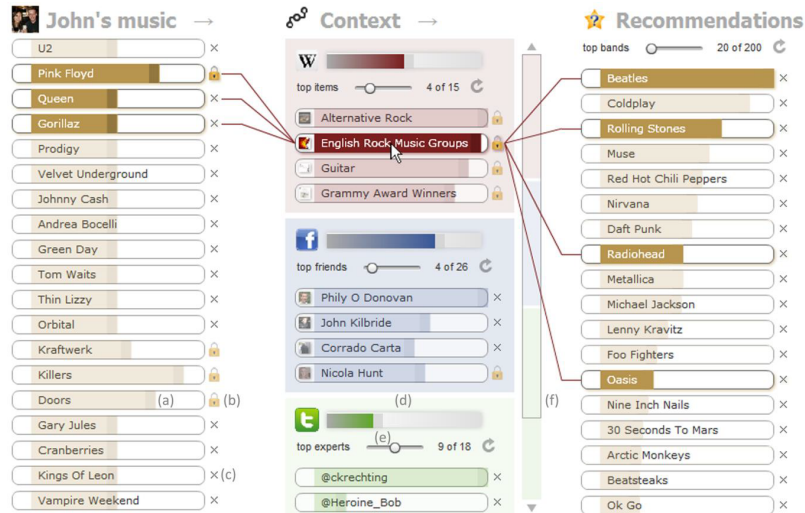 John's music →
U2 ×
Pink Floyd
Queen ×
Gorillaz ×
Prodigy ×
Velvet Underground ×
Johnny Cash ×
Andrea Bocelli ×
Green Day ×
Tom Waits ×
Thin Lizzy ×
Orbital ×
Kraftwerk
Killers
Doors (a) (b)
Gary Jules ×
Cranberries ×
Kings Of Leon × (c)
Vampire Weekend ×
Context →
W
top items 4 of 15
Alternative Rock
English Rock Music Groups
Guitar
Grammy Award Winners
f
top friends 4 of 26
Phily O Donovan ×
John Kilbride ×
Corrado Carta ×
Nicola Hunt
(d)
t
(e)
top experts 9 of 18
@ckrechting ×
@Heroine_Bob ×
(f)
? Recommendations
top bands 20 of 200
Beatles ×
Coldplay ×
Rolling Stones ×
Muse ×
Red Hot Chili Peppers ×
Nirvana ×
Daft Punk ×
Radiohead ×
Metallica ×
Michael Jackson ×
Lenny Kravitz ×
Foo Fighters ×
Oasis ×
Nine Inch Nails ×
30 Seconds To Mars ×
Arctic Monkeys ×
Beatsteaks ×
Ok Go ×